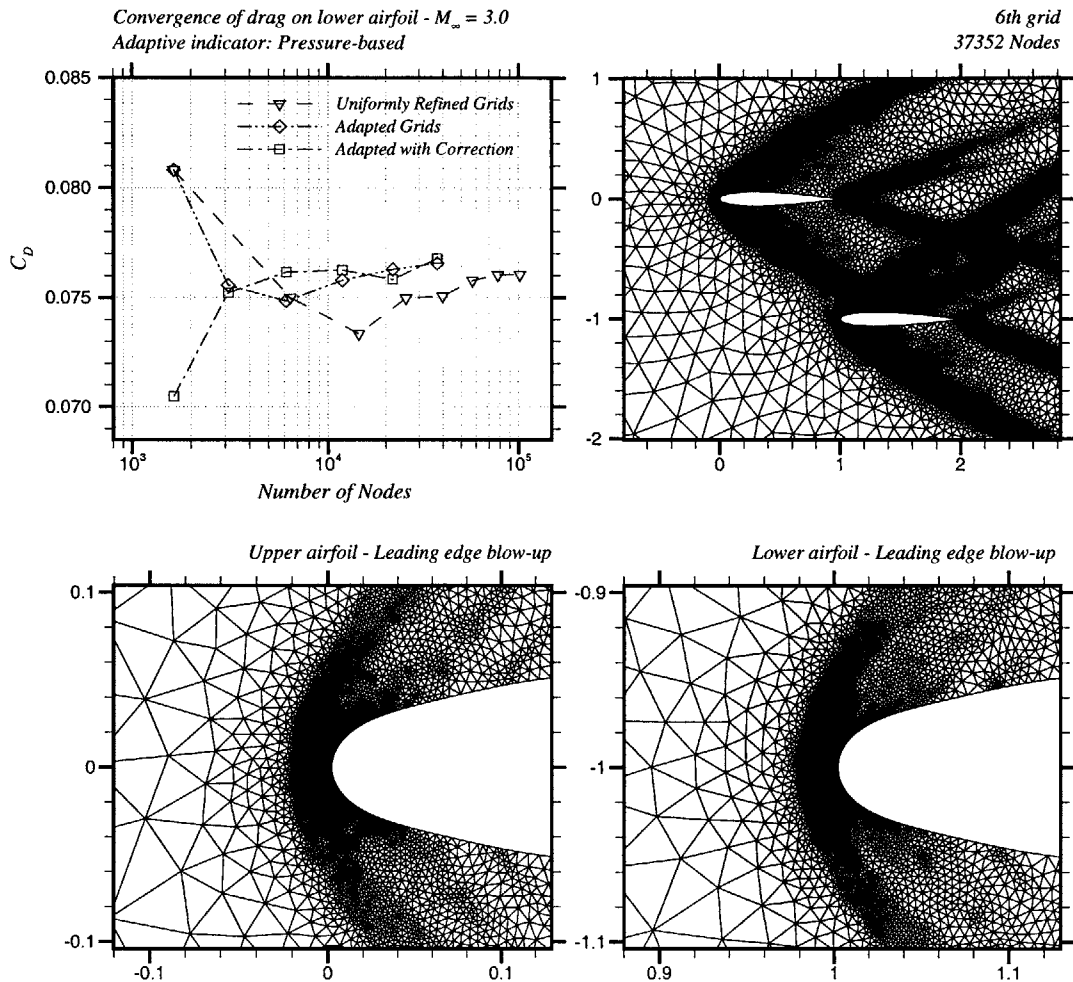 Convergence of drag on lower airfoil - M∞ = 3.0
Adaptive indicator: Pressure-based
6th grid
37352 Nodes
0.085
0.080
0.075
0.070
C_D
Uniformly Refined Grids
Adapted Grids
Adapted with Correction
10³
10⁴
10⁵
Number of Nodes
1
0
-1
-2
0
1
2
Upper airfoil - Leading edge blow-up
0.1
0
-0.1
-0.1
0
0.1
Lower airfoil - Leading edge blow-up
-0.9
-1
-1.1
0.9
1
1.1